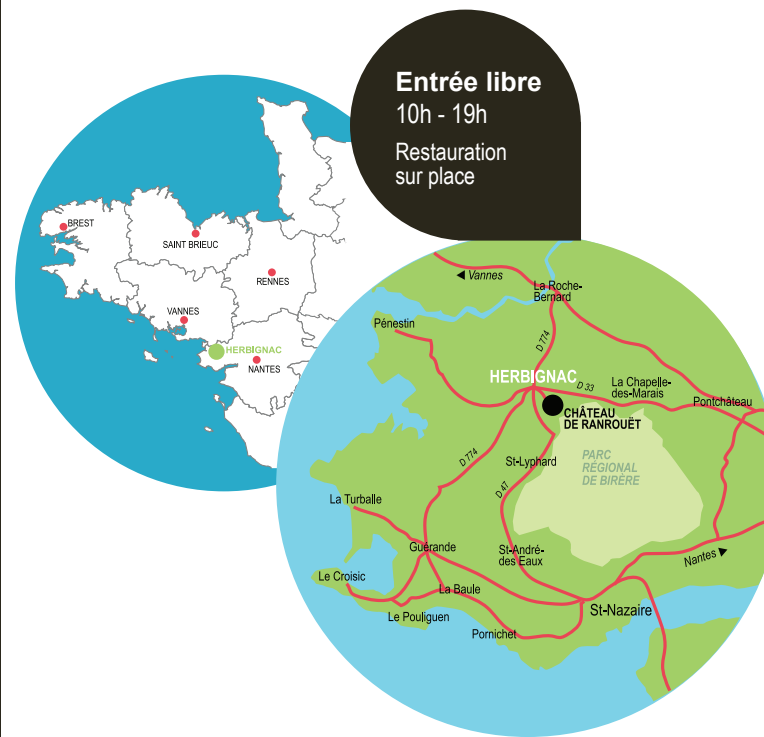 Entrée libre
10h - 19h
Restauration
sur place
BREST
SAINT BRIEUC
RENNES
VANNES
HERBIGNAC
NANTES
◄ Vannes
La Roche-
Bernard
Pénestin
D 774
HERBIGNAC
D 33
La Chapelle-
des-Marais
Pontchâteau
CHÂTEAU
DE RANROUËT
D 774
St-Lyphard
PARC
RÉGIONAL
DE BIRÈRE
D 47
La Turballe
Guérande
St-André-
des Eaux
Nantes ►
Le Croisic
La Baule
Le Pouliguen
St-Nazaire
Pornichet